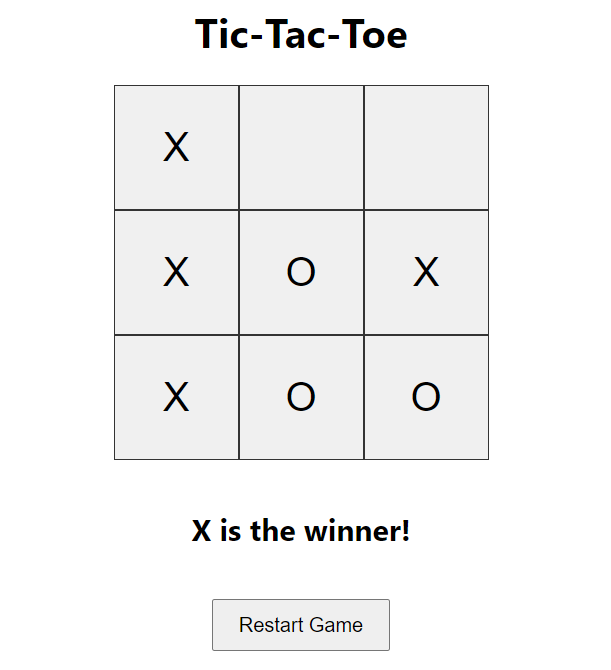 Tic-Tac-Toe
X
X O X
X O O
X is the winner!
Restart Game